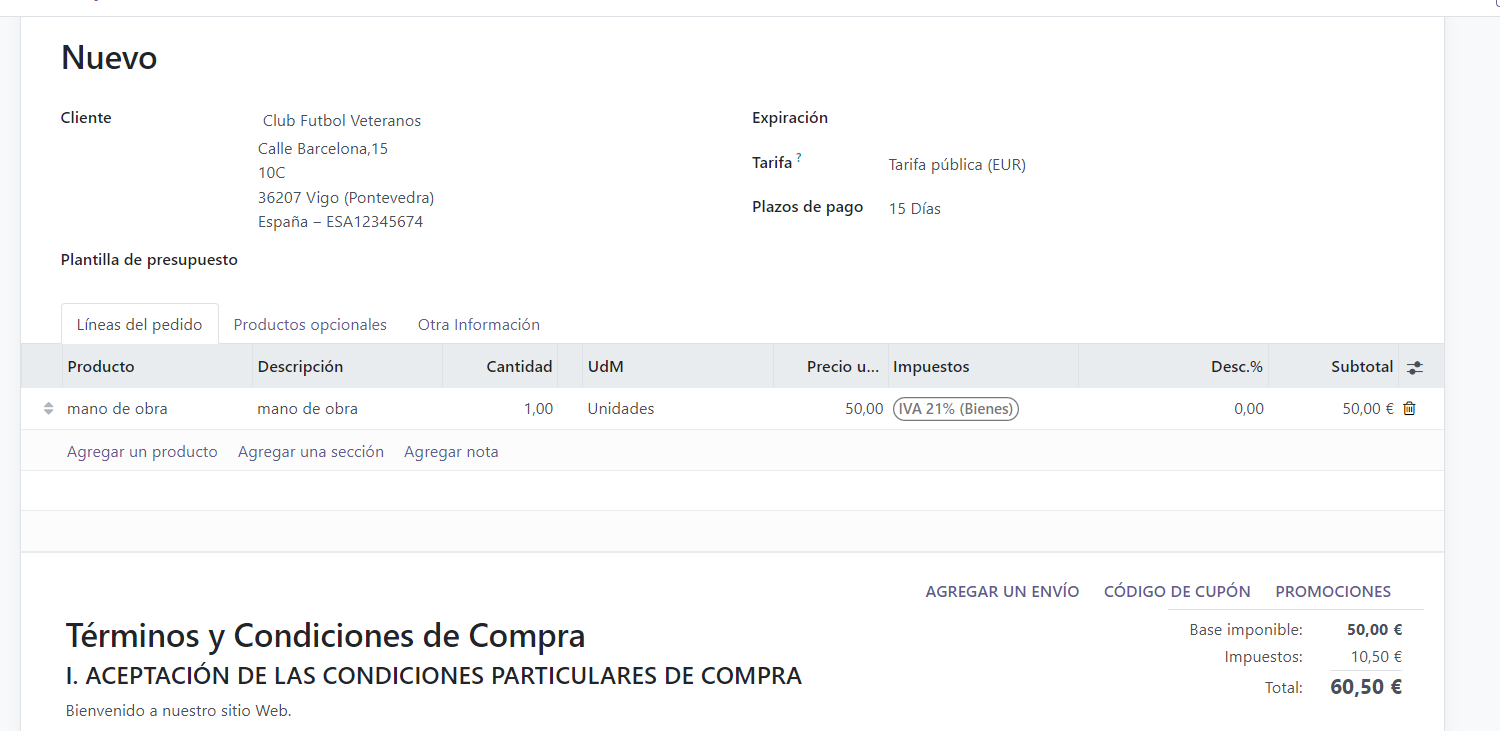 Nuevo
Cliente
Club Futbol Veteranos
Calle Barcelona,15
10C
36207 Vigo (Pontevedra)
España – ESA12345674
Expiración
Tarifa ?
Tarifa pública (EUR)
Plazos de pago
15 Días
Plantilla de presupuesto
Líneas del pedido Productos opcionales Otra Información
Producto Descripción Cantidad UdM Precio u... Impuestos Desc.% Subtotal
mano de obra mano de obra 1,00 Unidades 50,00 IVA 21% (Bienes) 0,00 50,00 €
Agregar un producto Agregar una sección Agregar nota
AGREGAR UN ENVÍO CÓDIGO DE CUPÓN PROMOCIONES
Base imponible: 50,00 €
Impuestos: 10,50 €
Total: 60,50 €
Términos y Condiciones de Compra
I. ACEPTACIÓN DE LAS CONDICIONES PARTICULARES DE COMPRA
Bienvenido a nuestro sitio Web.